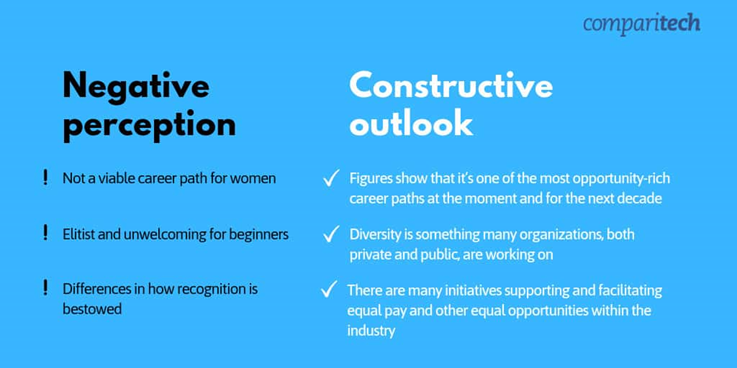 comparitech
Negative
perception
! Not a viable career path for women
! Elitist and unwelcoming for beginners
! Differences in how recognition is
bestowed
Constructive
outlook
✓ Figures show that it's one of the most opportunity-rich
career paths at the moment and for the next decade
✓ Diversity is something many organizations, both
private and public, are working on
✓ There are many initiatives supporting and facilitating
equal pay and other equal opportunities within the
industry